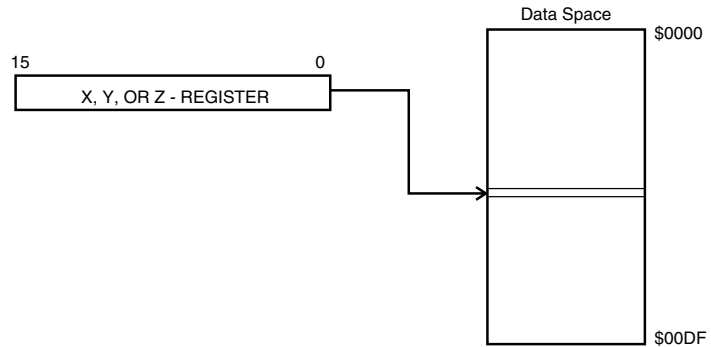 Data Space
$0000
15 0
X, Y, OR Z - REGISTER
$00DF